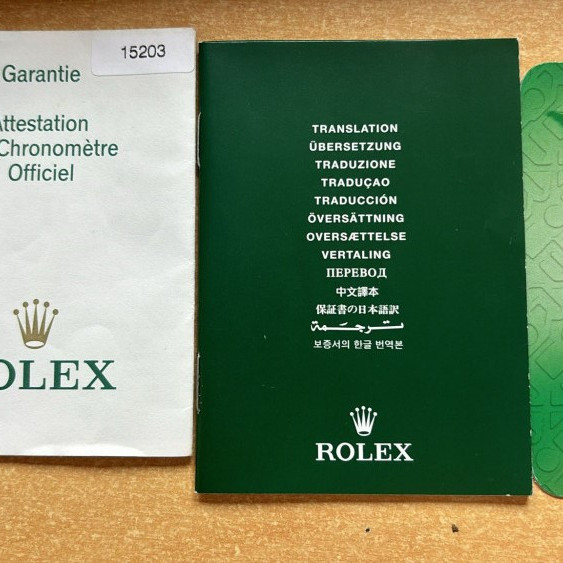 15203
Garantie
Attestation
Chronomètre
Officiel
ROLEX
TRANSLATION
ÜBERSETZUNG
TRADUZIONE
TRADUÇAO
TRADUCCIÓN
ÖVERSÄTTNING
OVERSÆTTELSE
VERTALING
ПЕРЕВОД
中文譯本
保証書の日本語訳
ترجمة
보증서의 한글 번역본
ROLEX